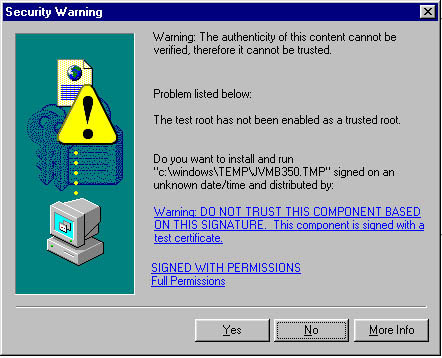 Security Warning
Warning: The authenticity of this content cannot be
verified, therefore it cannot be trusted.
Problem listed below:
The test root has not been enabled as a trusted root.
Do you want to install and run
"c:\windows\TEMP\JVMB350.TMP" signed on an
unknown date/time and distributed by:
Warning: DO NOT TRUST THIS COMPONENT BASED
ON THIS SIGNATURE.  This component is signed with a
test certificate.
SIGNED WITH PERMISSIONS
Full Permissions
Yes
No
More Info